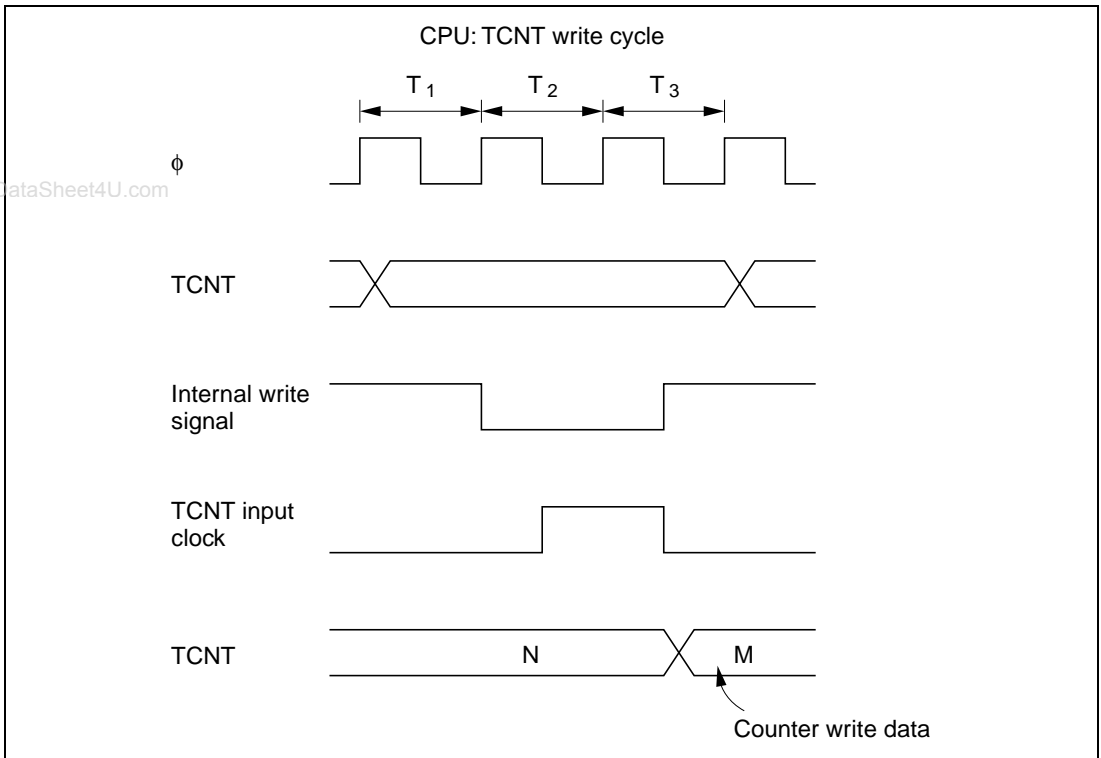 CPU: TCNT write cycle
T1 T2 T3
φ
ataSheet4U.com
TCNT
Internal write
signal
TCNT input
clock
TCNT
N M
Counter write data